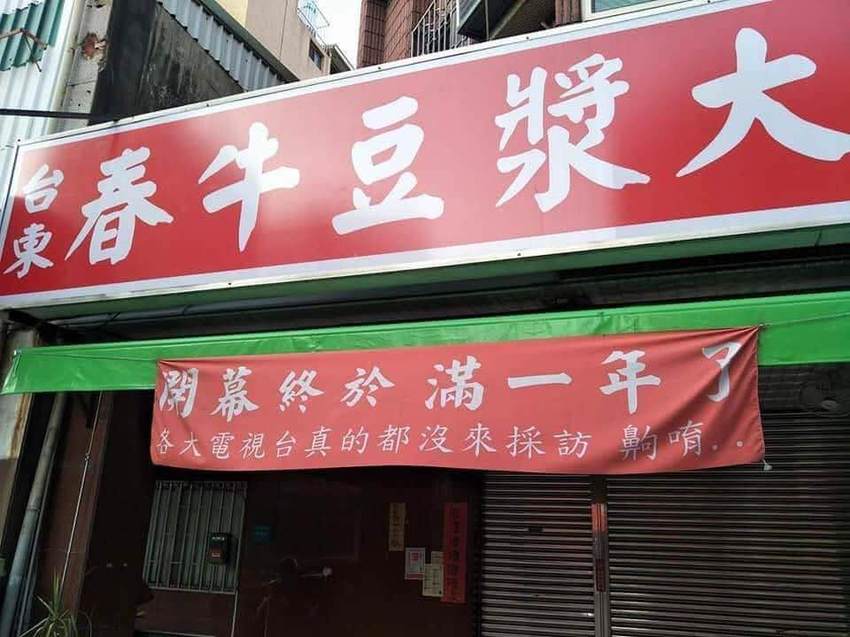 台東
春牛豆漿大
開幕終於滿一年了
各大電視台真的都沒來採訪 齁唷..